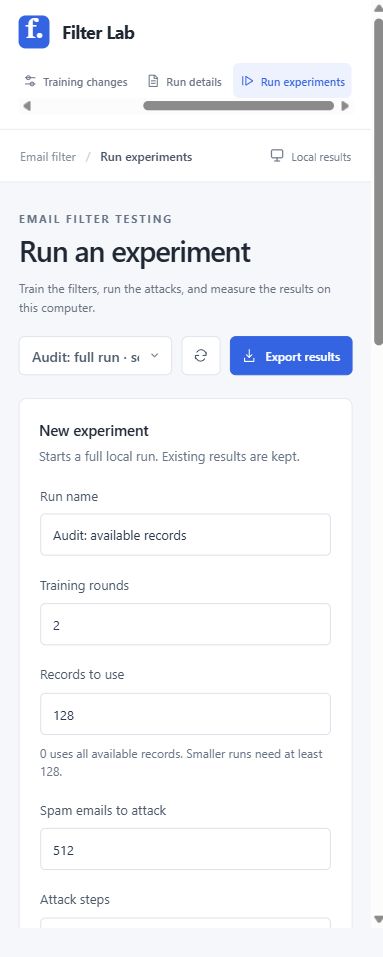 f.
Filter Lab
Training changes
Run details
Run experiments
Email filter / Run experiments
Local results
EMAIL FILTER TESTING
Run an experiment
Train the filters, run the attacks, and measure the results on
this computer.
Audit: full run · se
Export results
New experiment
Starts a full local run. Existing results are kept.
Run name
Audit: available records
Training rounds
2
Records to use
128
0 uses all available records. Smaller runs need at least
128.
Spam emails to attack
512
Attack steps